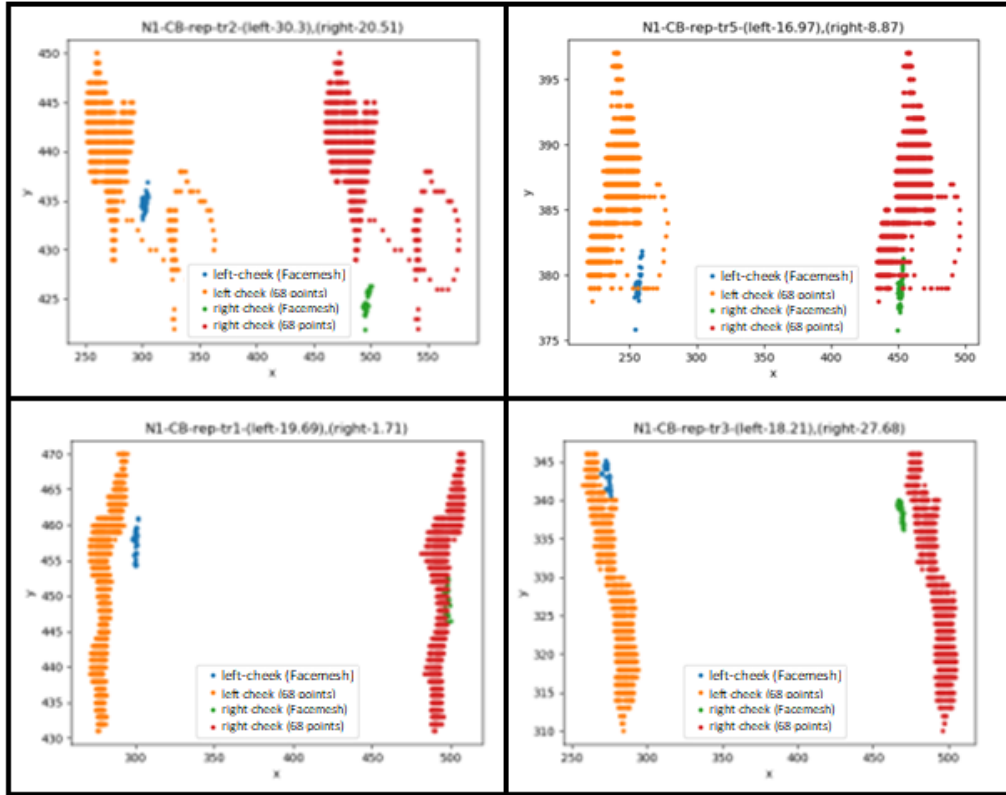 N1-CB-rep-tr2-(left-30.3),(right-20.51)
y
450
445
440
435
430
425
left-cheek (Facemesh]
left-cheek (68-points)
right-cheek (Facemesh)
right-cheek (68 points)
250 300 350 400 450 500 550
x
N1-CB-rep-tr5-(left-16.97),(right-8.87)
y
395
390
385
380
375
left-cheek (Facemesh]
left-cheek (68-points)
right-cheek (Facemesh)
right-cheek (68 points)
250 300 350 400 450 500
x
N1-CB-rep-tr1-(left-19.69),(right-1.71)
y
470
465
460
455
450
445
440
435
430
left-cheek (Facemesh]
left-cheek (68-points)
right-cheek (Facemesh)
right-cheek (68 points)
300 350 400 450 500
x
N1-CB-rep-tr3-(left-18.21),(right-27.68)
y
345
340
335
330
325
320
315
310
left-cheek (Facemesh]
left-cheek (68-points)
right-cheek (Facemesh)
right-cheek (68 points)
250 300 350 400 450 500
x